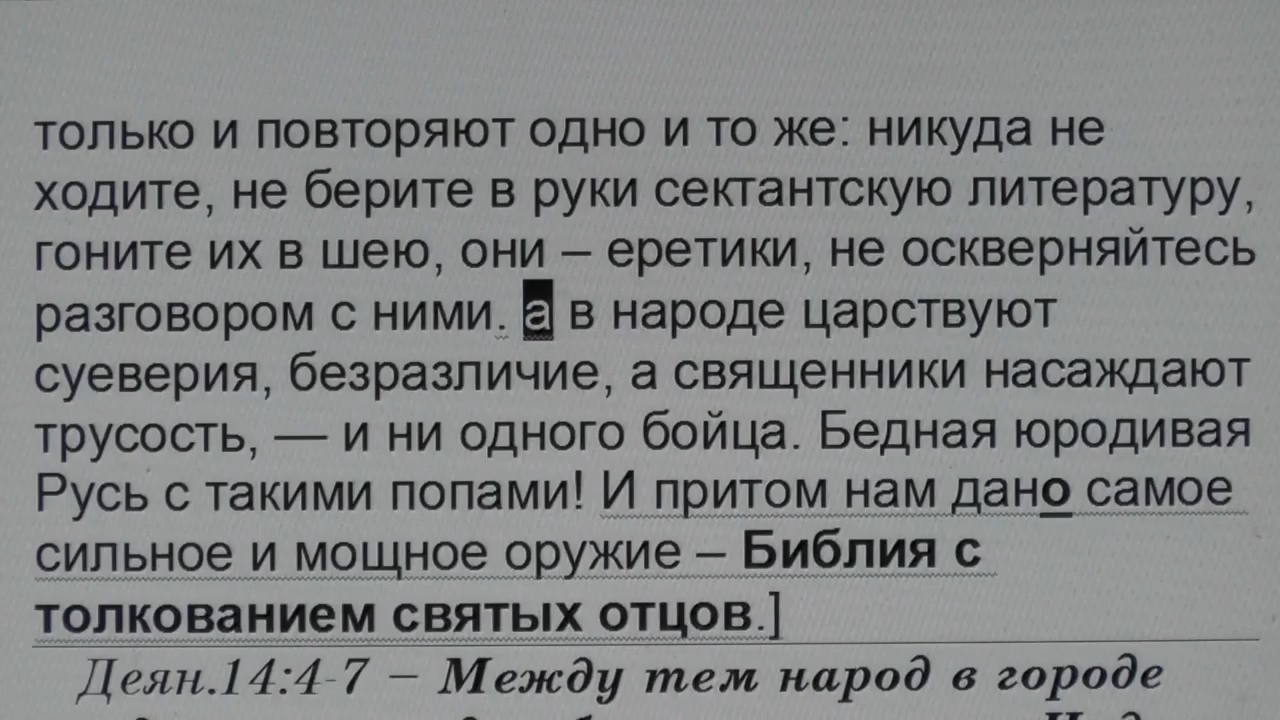 только и повторяют одно и то же: никуда не
ходите, не берите в руки сектантскую литературу,
гоните их в шею, они – еретики, не оскверняйтесь
разговором с ними. а в народе царствуют
суеверия, безразличие, а священники насаждают
трусость, — и ни одного бойца. Бедная юродивая
Русь с такими попами! И притом нам дано самое
сильное и мощное оружие – Библия с
толкованием святых отцов.]
Деян.14:4-7 – Между тем народ в городе